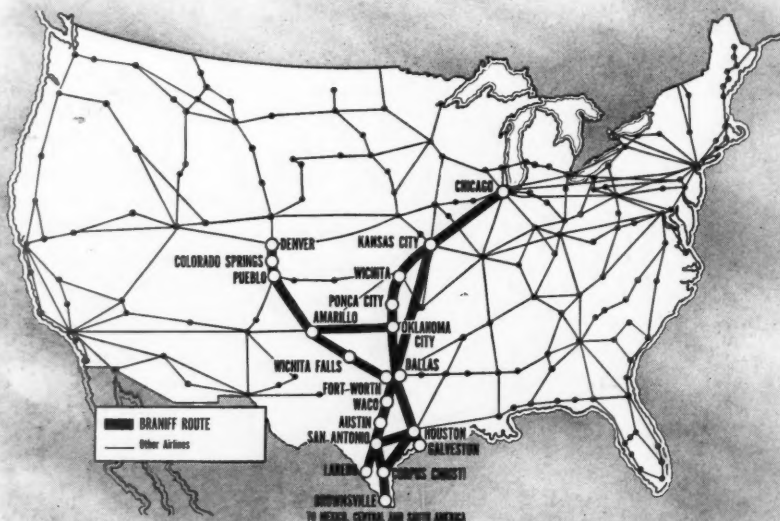 CHICAGO
DENVER
KANSAS CITY
COLORADO SPRINGS
PUEBLO
WICHITA
PONCA CITY
AMARILLO
OKLAHOMA
CITY
WICHITA FALLS
DALLAS
FORT-WORTH
WACO
AUSTIN
SAN ANTONIO
HOUSTON
GALVESTON
LAREDO
CORPUS CHRISTI
BROWNSVILLE
TO MEXICO, CENTRAL AND SOUTH AMERICA
BRANIFF ROUTE
Other Airlines